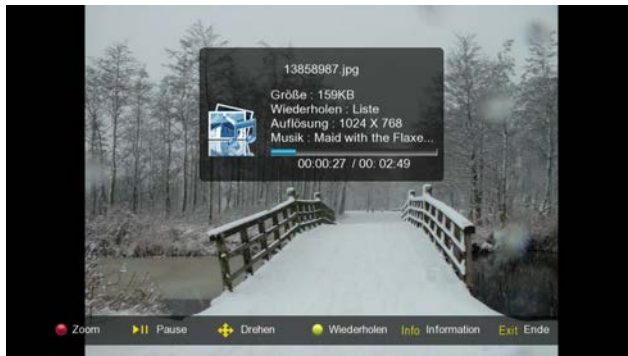 13858987.jpg
Größe : 159KB
Wiederholen : Liste
Auflösung : 1024 X 768
Musik : Maid with the Flaxe...
00:00:27 / 00: 02:49
Zoom Pause Drehen Wiederholen Info Information Exit Ende